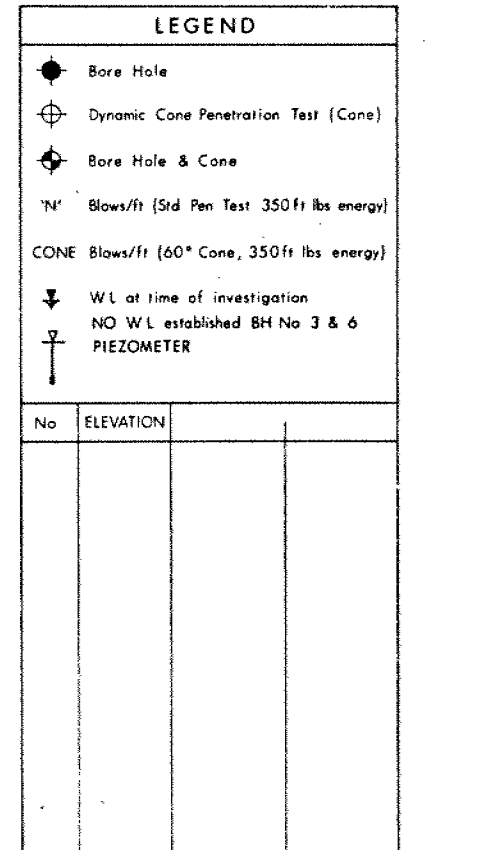 LEGEND
Bore Hole
Dynamic Cone Penetration Test (Cone)
Bore Hole & Cone
'N' Blows/ft (Std Pen Test 350 ft lbs energy)
CONE Blows/ft (60° Cone, 350 ft lbs energy)
W L at time of investigation
NO W L established BH No 3 & 6
PIEZOMETER
No ELEVATION